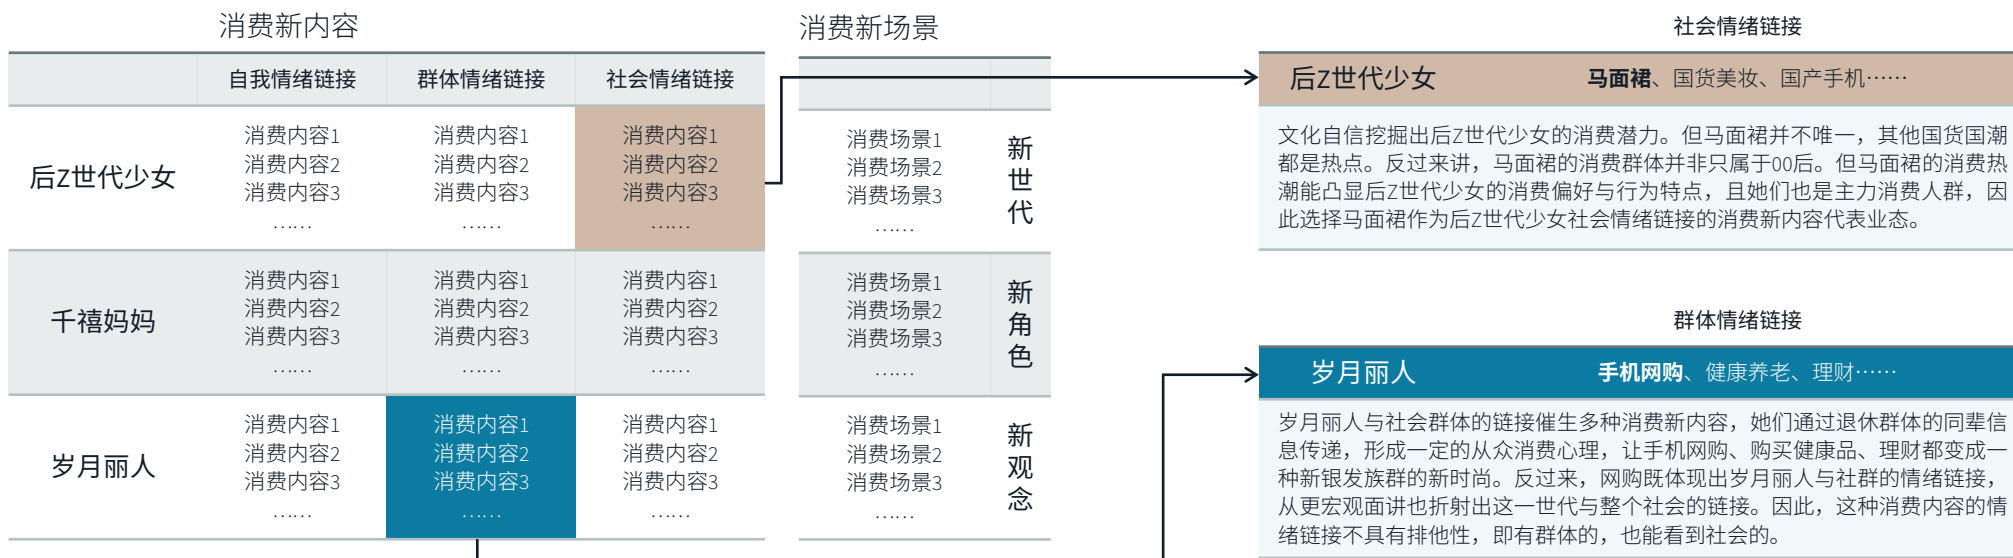 消费新内容
自我情绪链接 群体情绪链接 社会情绪链接
后Z世代少女
消费内容1 消费内容1 消费内容1
消费内容2 消费内容2 消费内容2
消费内容3 消费内容3 消费内容3
…… …… ……
千禧妈妈
消费内容1 消费内容1 消费内容1
消费内容2 消费内容2 消费内容2
消费内容3 消费内容3 消费内容3
…… …… ……
岁月丽人
消费内容1 消费内容1 消费内容1
消费内容2 消费内容2 消费内容2
消费内容3 消费内容3 消费内容3
…… …… ……
消费新场景
消费场景1
消费场景2
消费场景3
……
新世代
消费场景1
消费场景2
消费场景3
……
新角色
消费场景1
消费场景2
消费场景3
……
新观念
社会情绪链接
后Z世代少女 马面裙、国货美妆、国产手机……
文化自信挖掘出后Z世代少女的消费潜力。但马面裙并不唯一，其他国货国潮
都是热点。反过来讲，马面裙的消费群体并非只属于00后。但马面裙的消费热
潮能凸显后Z世代少女的消费偏好与行为特点，且她们也是主力消费人群，因
此选择马面裙作为后Z世代少女社会情绪链接的消费新内容代表业态。
群体情绪链接
岁月丽人 手机网购、健康养老、理财……
岁月丽人与社会群体的链接催生多种消费新内容，她们通过退休群体的同辈信
息传递，形成一定的从众消费心理，让手机网购、购买健康品、理财都变成一
种新银发族群的新时尚。反过来，网购既体现出岁月丽人与社群的情绪链接，
从更宏观面讲也折射出这一世代与整个社会的链接。因此，这种消费内容的情
绪链接不具有排他性，即有群体的，也能看到社会的。